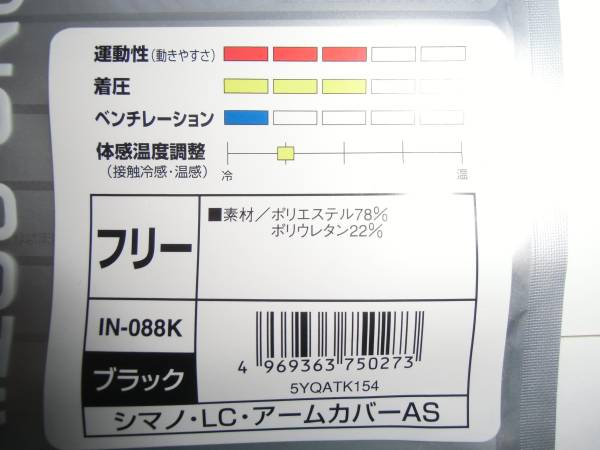 運動性(動きやすさ)
着圧
ベンチレーション
体感温度調整
(接触冷感・温感)
冷 温
フリー
■素材／ポリエステル78%
ポリウレタン22%
IN-088K
ブラック
4 969363 750273
5YQATK154
シマノ・LC・アームカバーAS